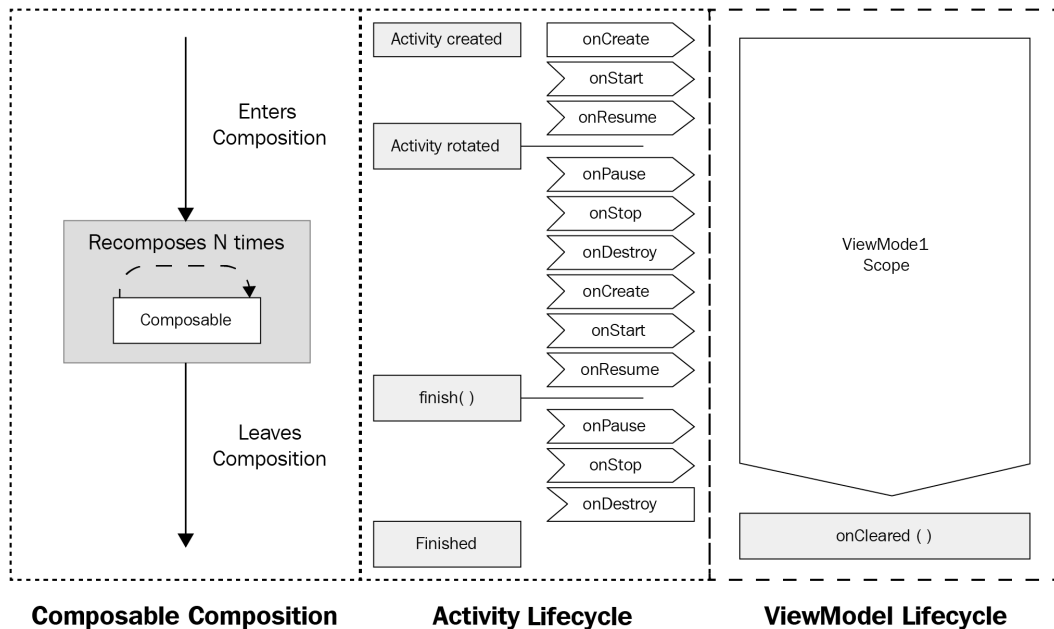 Enters
Composition
Recomposes N times
Composable
Leaves
Composition
Composable Composition
Activity created
onCreate
onStart
onResume
Activity rotated
onPause
onStop
onDestroy
onCreate
onStart
onResume
finish( )
onPause
onStop
onDestroy
Finished
Activity Lifecycle
ViewMode1
Scope
onCleared ( )
ViewModel Lifecycle